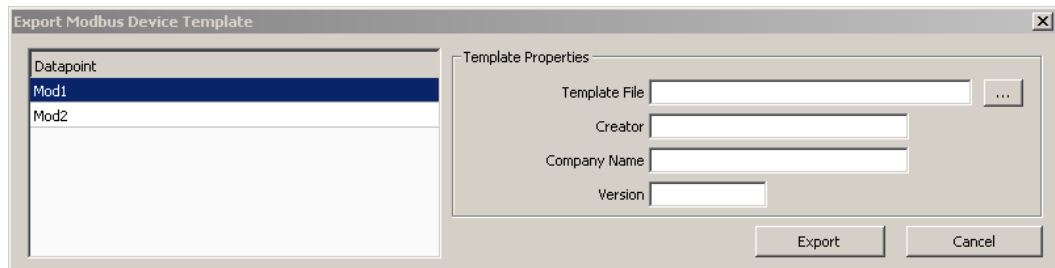 Export Modbus Device Template
Datapoint
Mod1
Mod2
Template Properties
Template File
...
Creator
Company Name
Version
Export
Cancel